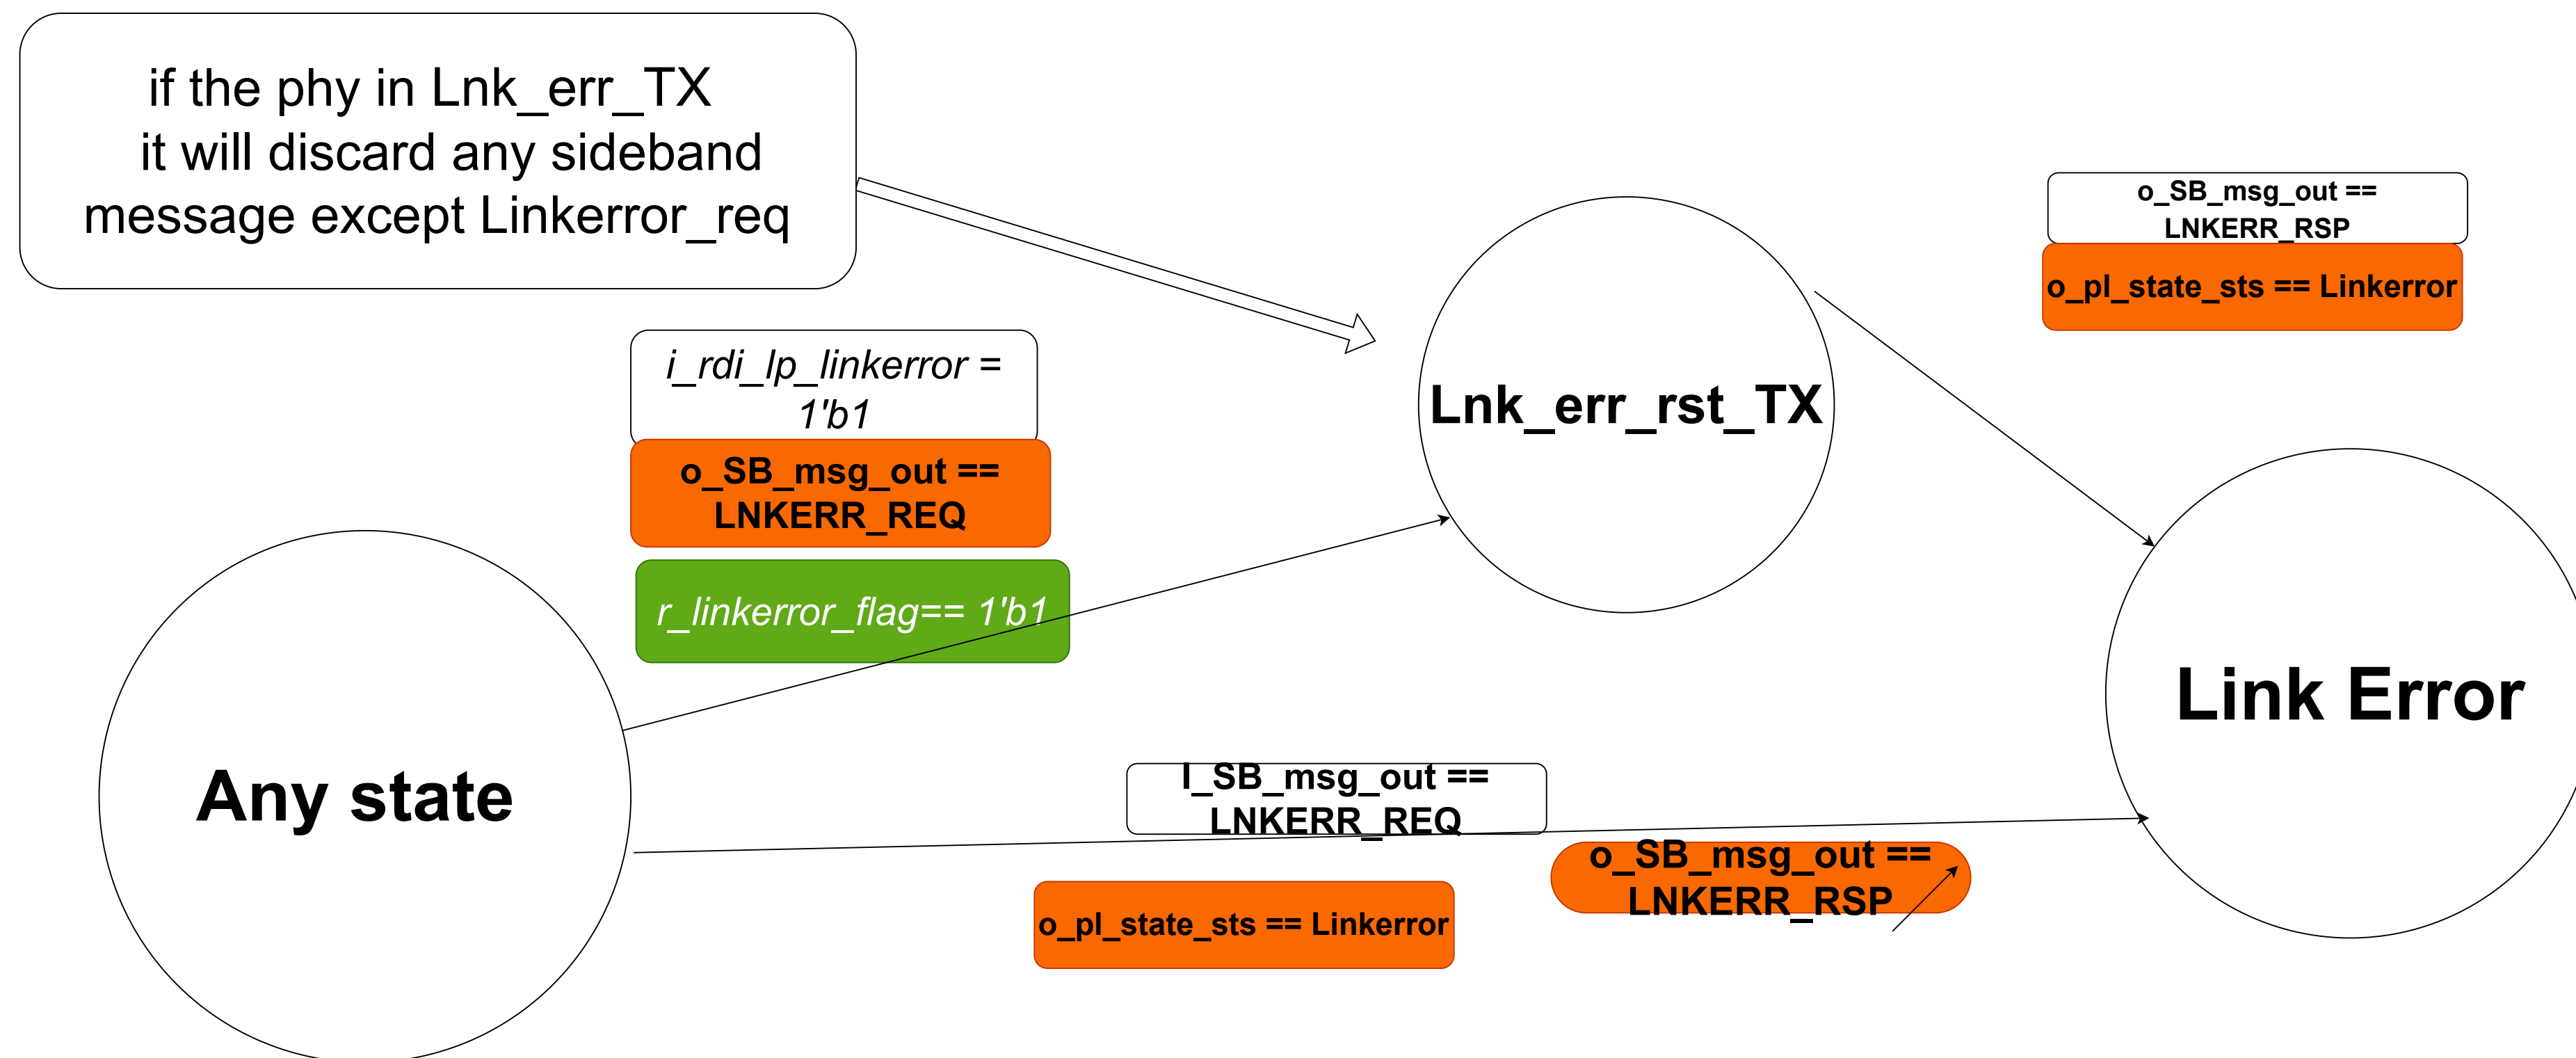 if the phy in Lnk_err_TX
it will discard any sideband
message except Linkerror_req
o_SB_msg_out ==
LNKERR_RSP
o_pl_state_sts == Linkerror
i_rdi_lp_linkerror =
1'b1
o_SB_msg_out ==
LNKERR_REQ
r_linkerror_flag== 1'b1
Lnk_err_rst_TX
Link Error
Any state
I_SB_msg_out ==
LNKERR_REQ
o_SB_msg_out ==
LNKERR_RSP
o_pl_state_sts == Linkerror